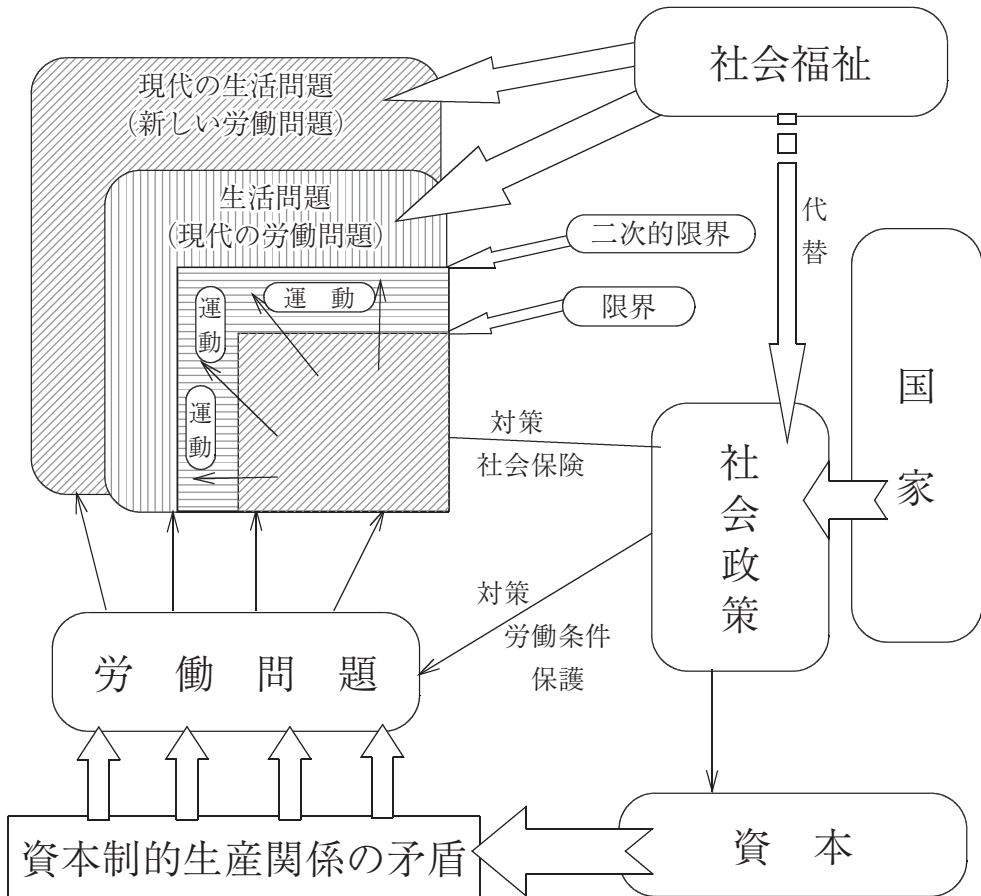 社会福祉
現代の生活問題
(新しい労働問題)
生活問題
(現代の労働問題)
代替
二次的限界
運動
運　動
限界
運動
国家
対策
社会保険
社会政策
対策
労働条件
保護
労　働　問　題
資本制的生産関係の矛盾
資　本